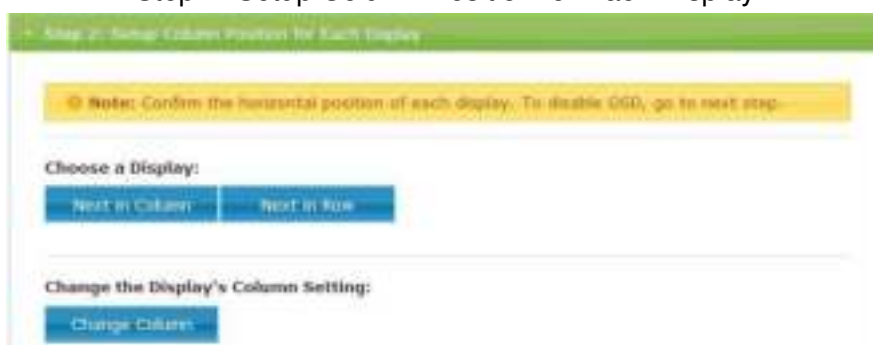 Step 2: Setup Column Position for Each Display
Note: Confirm the horizontal position of each display. To disable OSD, go to next step.
Choose a Display:
Next in Column Next in Row
Change the Display's Column Setting:
Change Column